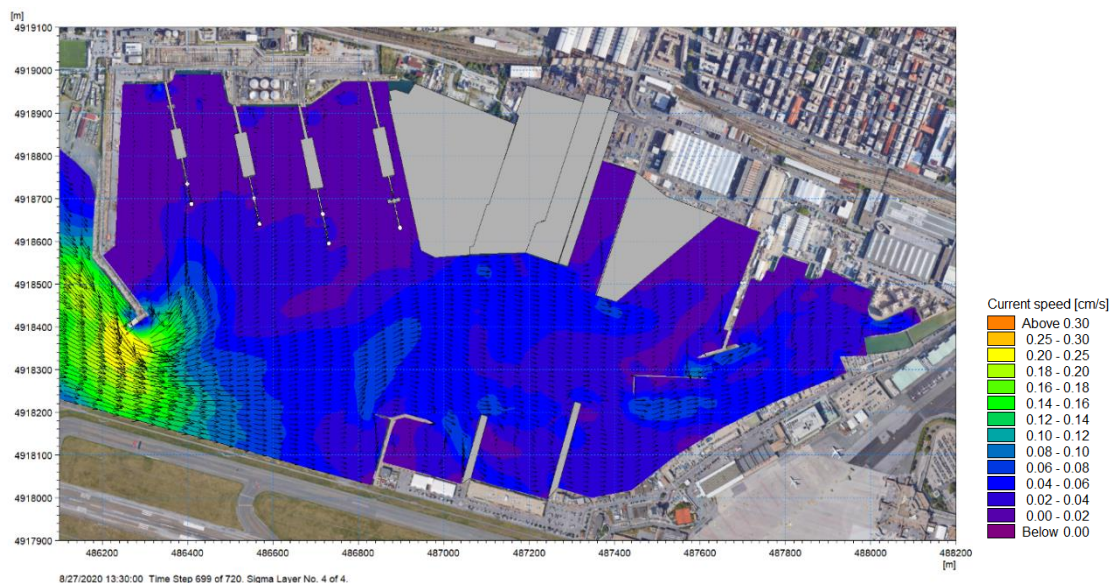 [m]
4919100
4919000
4918900
4918800
4918700
4918600
4918500
4918400
4918300
4918200
4918100
4918000
4917900
486200 486400 486600 486800 487000 487200 487400 487600 487800 488000 488200
[m]
8/27/2020 13:30:00 Time Step 699 of 720. Sigma Layer No. 4 of 4.
Current speed [cm/s]
Above 0.30
0.25 - 0.30
0.20 - 0.25
0.18 - 0.20
0.16 - 0.18
0.14 - 0.16
0.12 - 0.14
0.10 - 0.12
0.08 - 0.10
0.06 - 0.08
0.04 - 0.06
0.02 - 0.04
0.00 - 0.02
Below 0.00